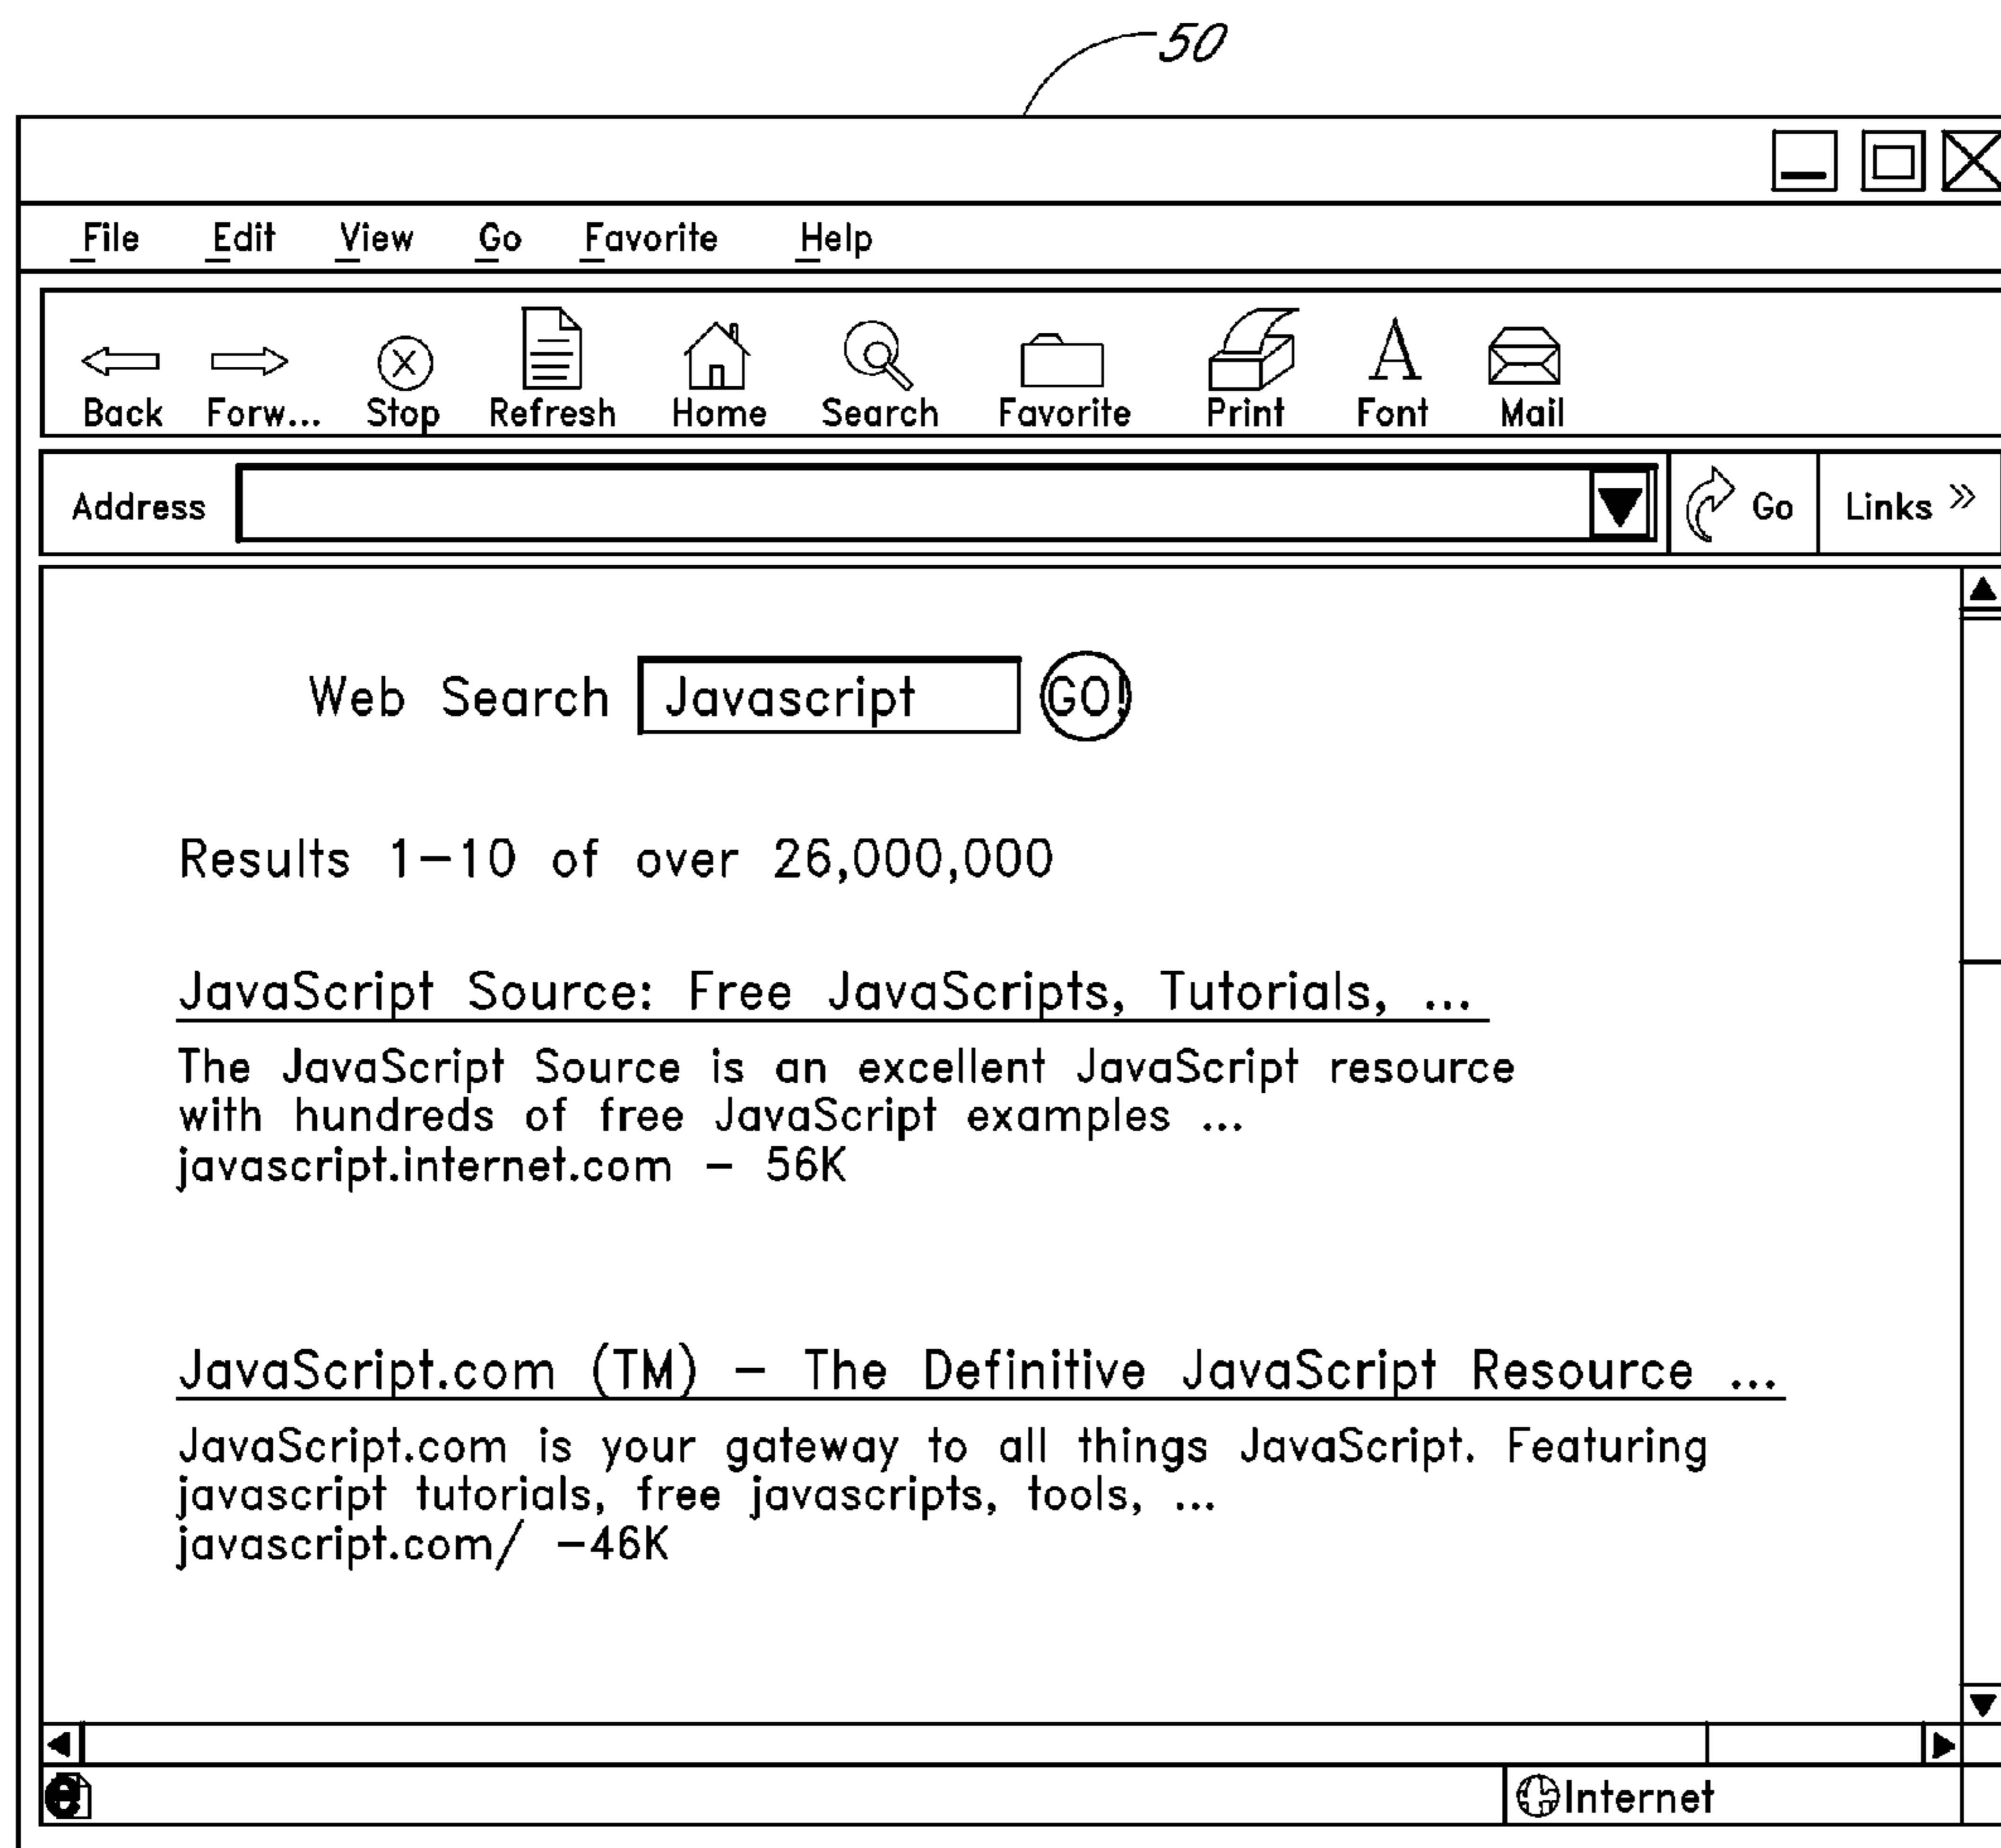 50
File Edit View Go Favorite Help
Back Forw... Stop Refresh Home Search Favorite Print Font Mail
Address Go Links »
Web Search Javascript GO!
Results 1–10 of over 26,000,000
JavaScript Source: Free JavaScripts, Tutorials, ...
The JavaScript Source is an excellent JavaScript resource
with hundreds of free JavaScript examples ...
javascript.internet.com – 56K
JavaScript.com (TM) – The Definitive JavaScript Resource ...
JavaScript.com is your gateway to all things JavaScript. Featuring
javascript tutorials, free javascripts, tools, ...
javascript.com/ –46K
Internet